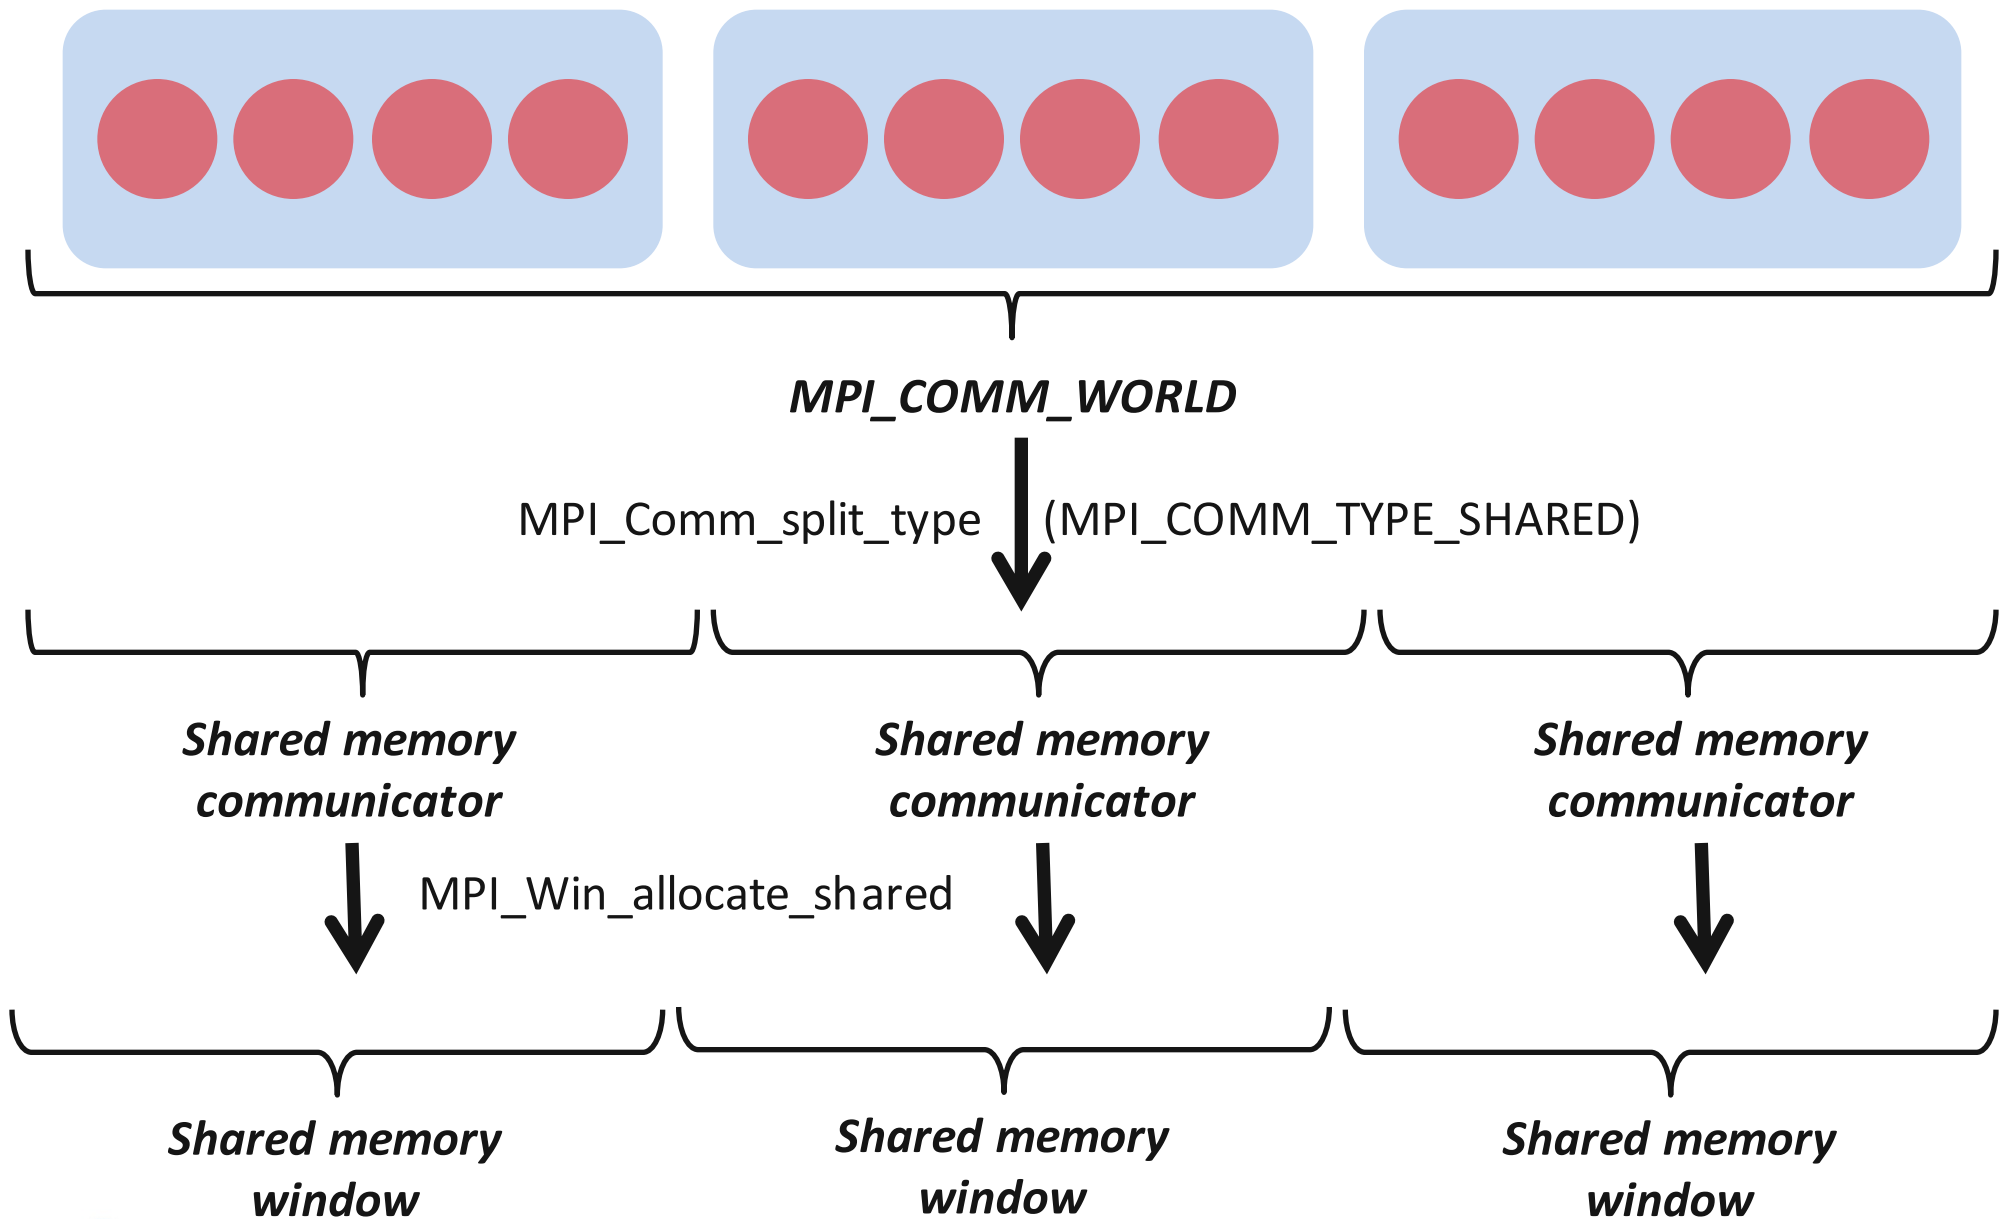 MPI_COMM_WORLD
MPI_Comm_split_type (MPI_COMM_TYPE_SHARED)
Shared memory
communicator
Shared memory
communicator
Shared memory
communicator
MPI_Win_allocate_shared
Shared memory
window
Shared memory
window
Shared memory
window